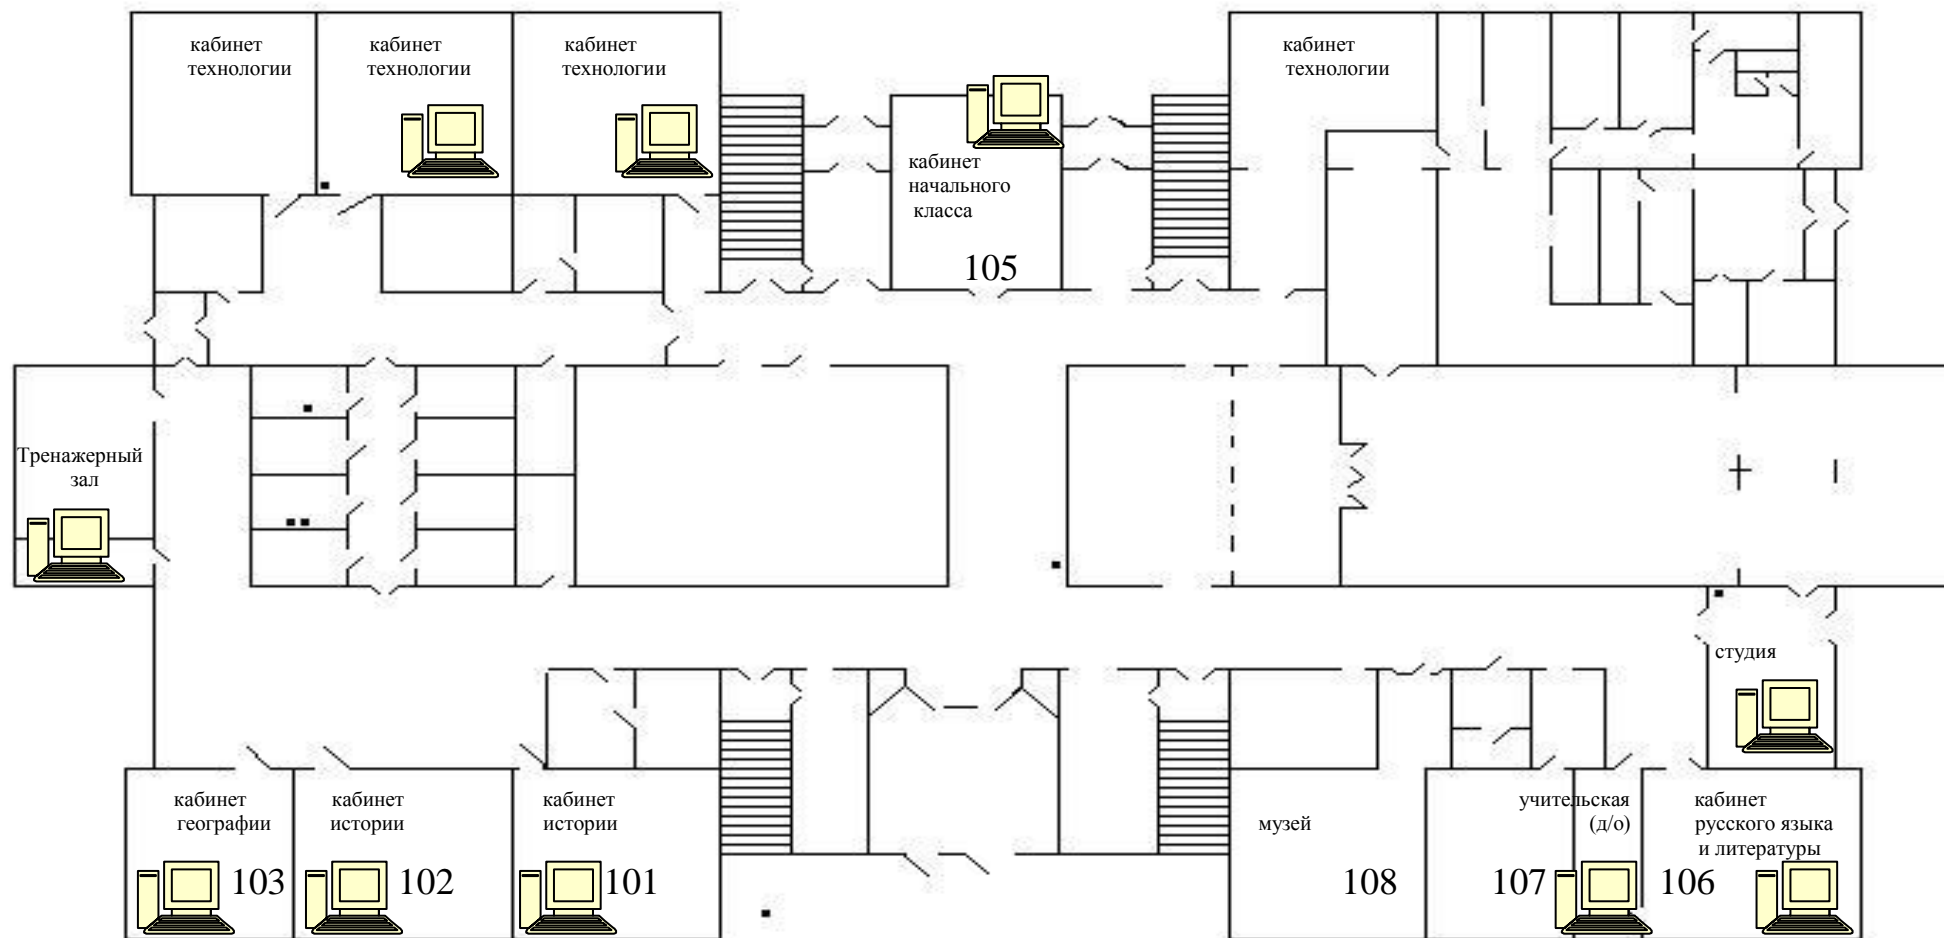 кабинет
технологии
кабинет
технологии
кабинет
технологии
кабинет
технологии
кабинет
начального
класса
105
Тренажерный
зал
студия
кабинет
географии
103
кабинет
истории
102
кабинет
истории
101
музей
108
учительская
(д/о)
107
кабинет
русского языка
и литературы
106